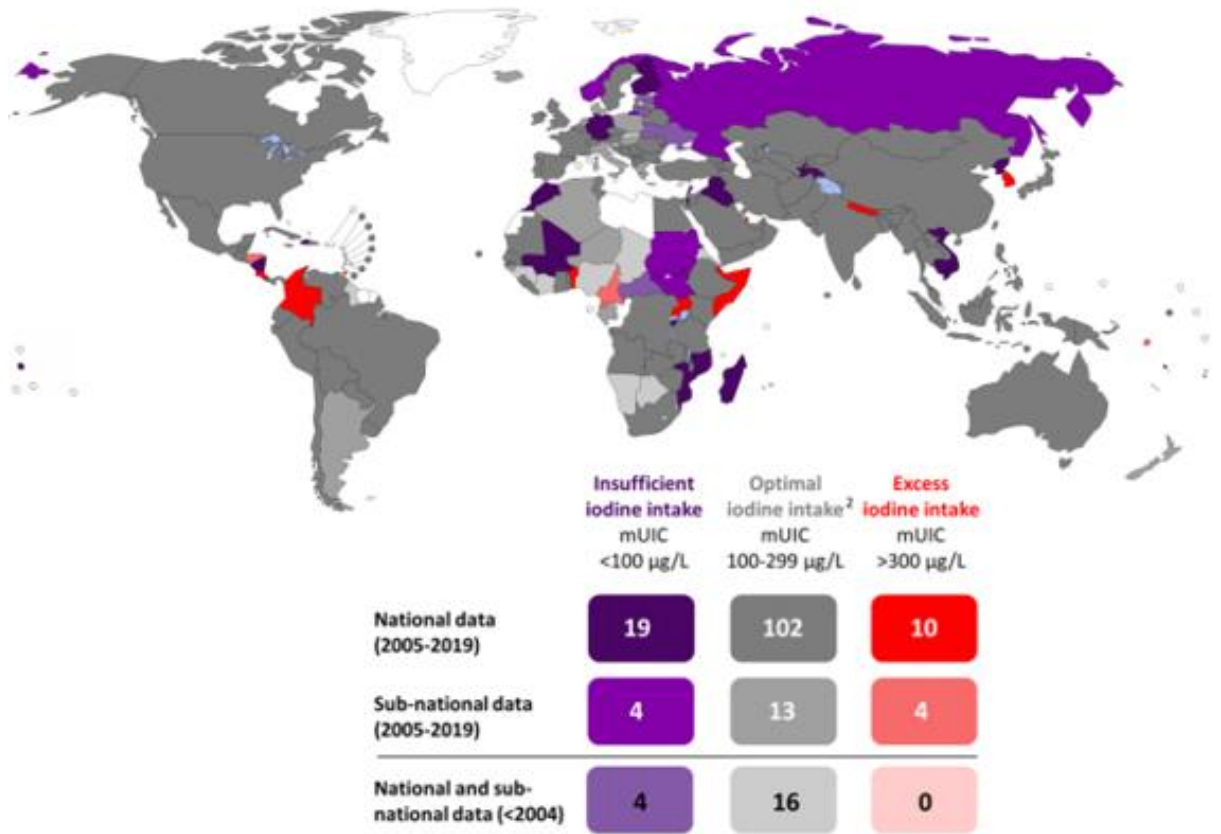 Insufficient
iodine intake
mUIC
<100 µg/L
Optimal
iodine intake²
mUIC
100-299 µg/L
Excess
iodine intake
mUIC
>300 µg/L
National data
(2005-2019)
19
102
10
Sub-national data
(2005-2019)
4
13
4
National and sub-
national data (<2004)
4
16
0